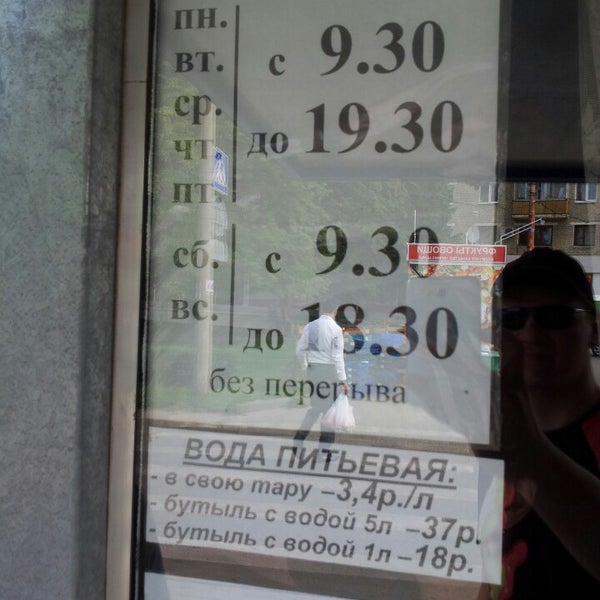 пн.
вт. с 9.30
ср.
чт. до 19.30
пт.
сб. с 9.30
вс. до 18.30
без перерыва
ФРУКТЫ ОВОЩИ
ВОДА ПИТЬЕВАЯ:
- в свою тару –3,4р./л
- бутыль с водой 5л –37р.
- бутыль с водой 1л –18р.